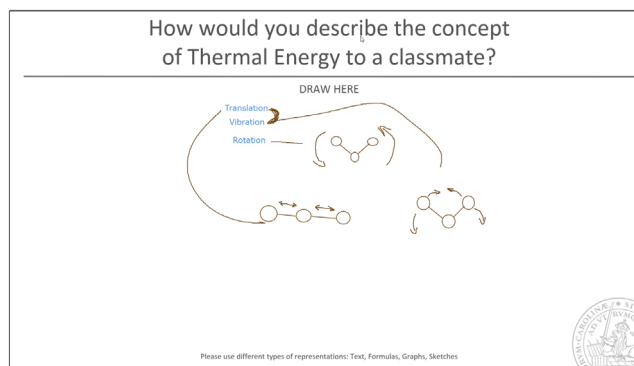 How would you describe the concept
of Thermal Energy to a classmate?
DRAW HERE
Translation
Vibration
Rotation
Please use different types of representations: Text, Formulas, Graphs, Sketches